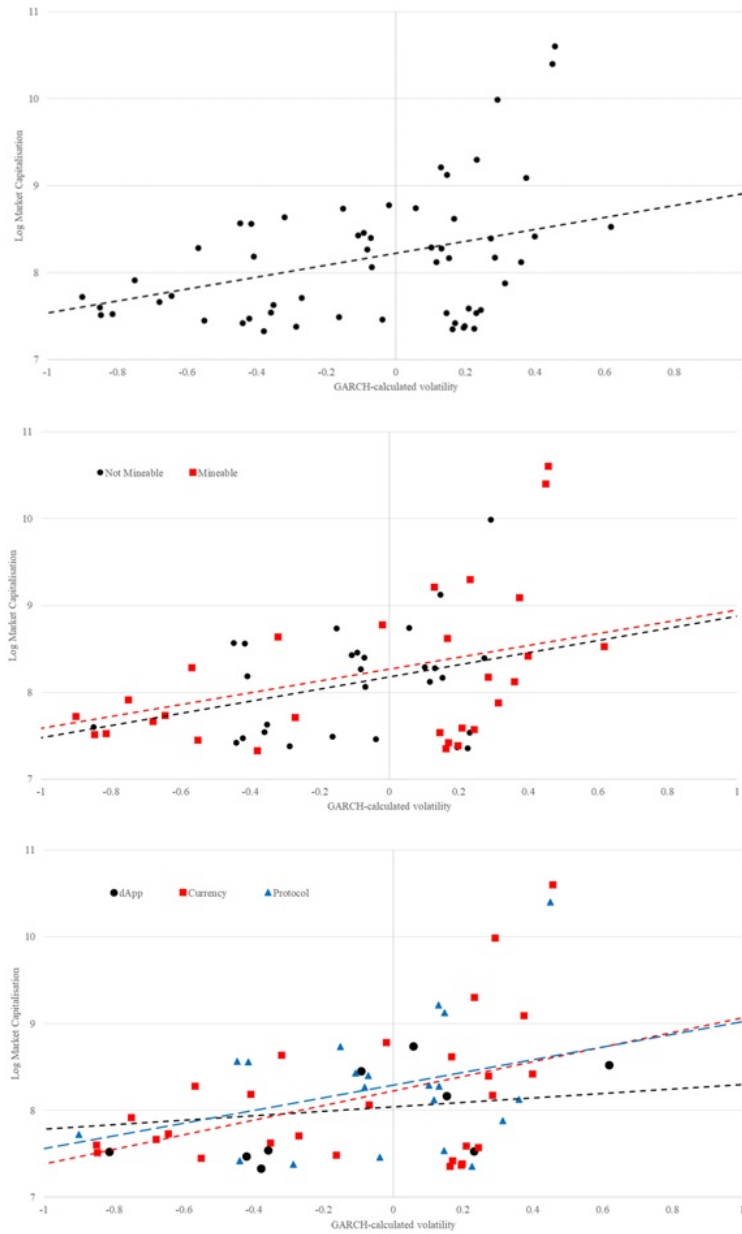 11
10
9
8
7
Log Market Capitalisation
-1 -0.8 -0.6 -0.4 -0.2 0 0.2 0.4 0.6 0.8
GARCH-calculated volatility
11
10
9
8
7
Log Market Capitalisation
Not Mineable Mineable
-1 -0.8 -0.6 -0.4 -0.2 0 0.2 0.4 0.6 0.8 1
GARCH-calculated volatility
11
10
9
8
7
Log Market Capitalisation
dApp Currency Protocol
-1 -0.8 -0.6 -0.4 -0.2 0 0.2 0.4 0.6 0.8 1
GARCH-calculated volatility